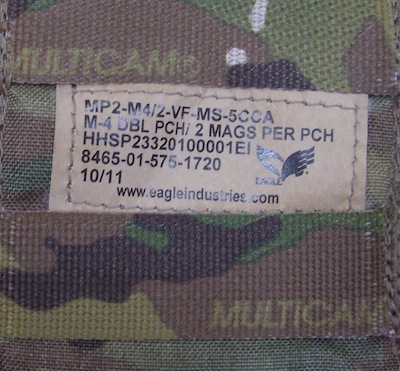 MULTICAM®
MP2-M4/2-VF-MS-5CCA
M-4 DBL PCH/ 2 MAGS PER PCH
HHSP23320100001EI
8465-01-575-1720
EAGLE
10/11
www.eagleindustries.com
MULTICAM